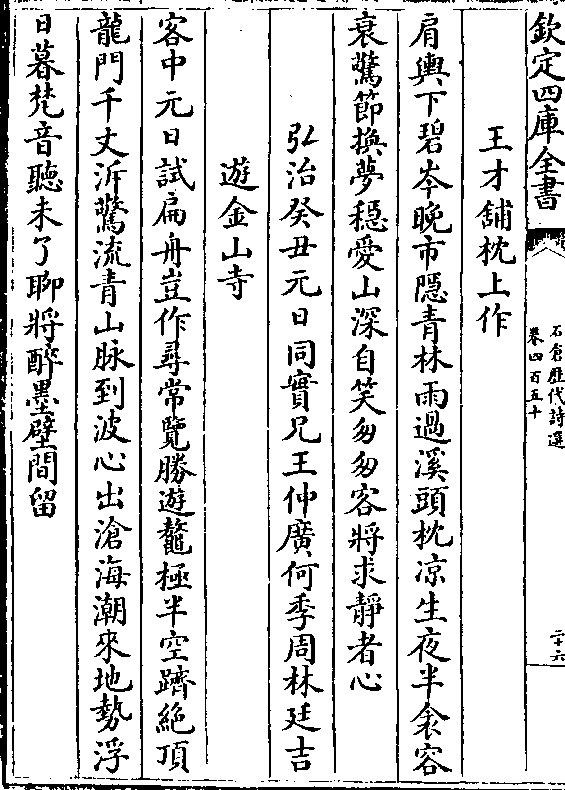 欽定四庫全書
石倉歷代詩選
卷四百五十
二十六
王才舖枕上作
肩輿下碧岑晚市隱青林雨過溪頭枕涼生夜半衾容
衰驚節換夢穩愛山深自笑匆匆客將求靜者心
弘治癸丑元日同實兄王仲廣何季周林廷吉
遊金山寺
客中元日試扁舟豈作尋常覽勝遊鼇極半空躋絶頂
龍門千丈泝驚流青山脉到波心出滄海潮來地勢浮
日暮梵音聽未了聊將醉墨壁間留